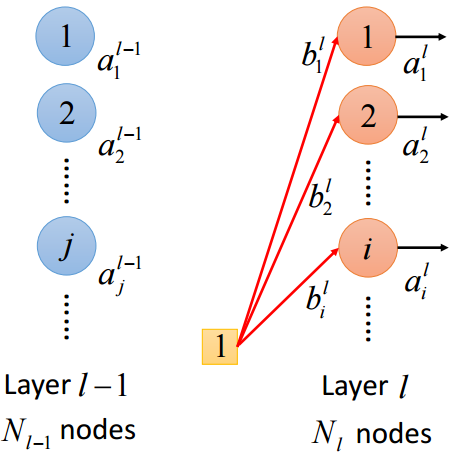 1
a_1^{l-1}
2
a_2^{l-1}
j
a_j^{l-1}
Layer l-1
N_{l-1} nodes
1
b_1^l
b_2^l
b_i^l
1
a_1^l
2
a_2^l
i
a_i^l
Layer l
N_l nodes